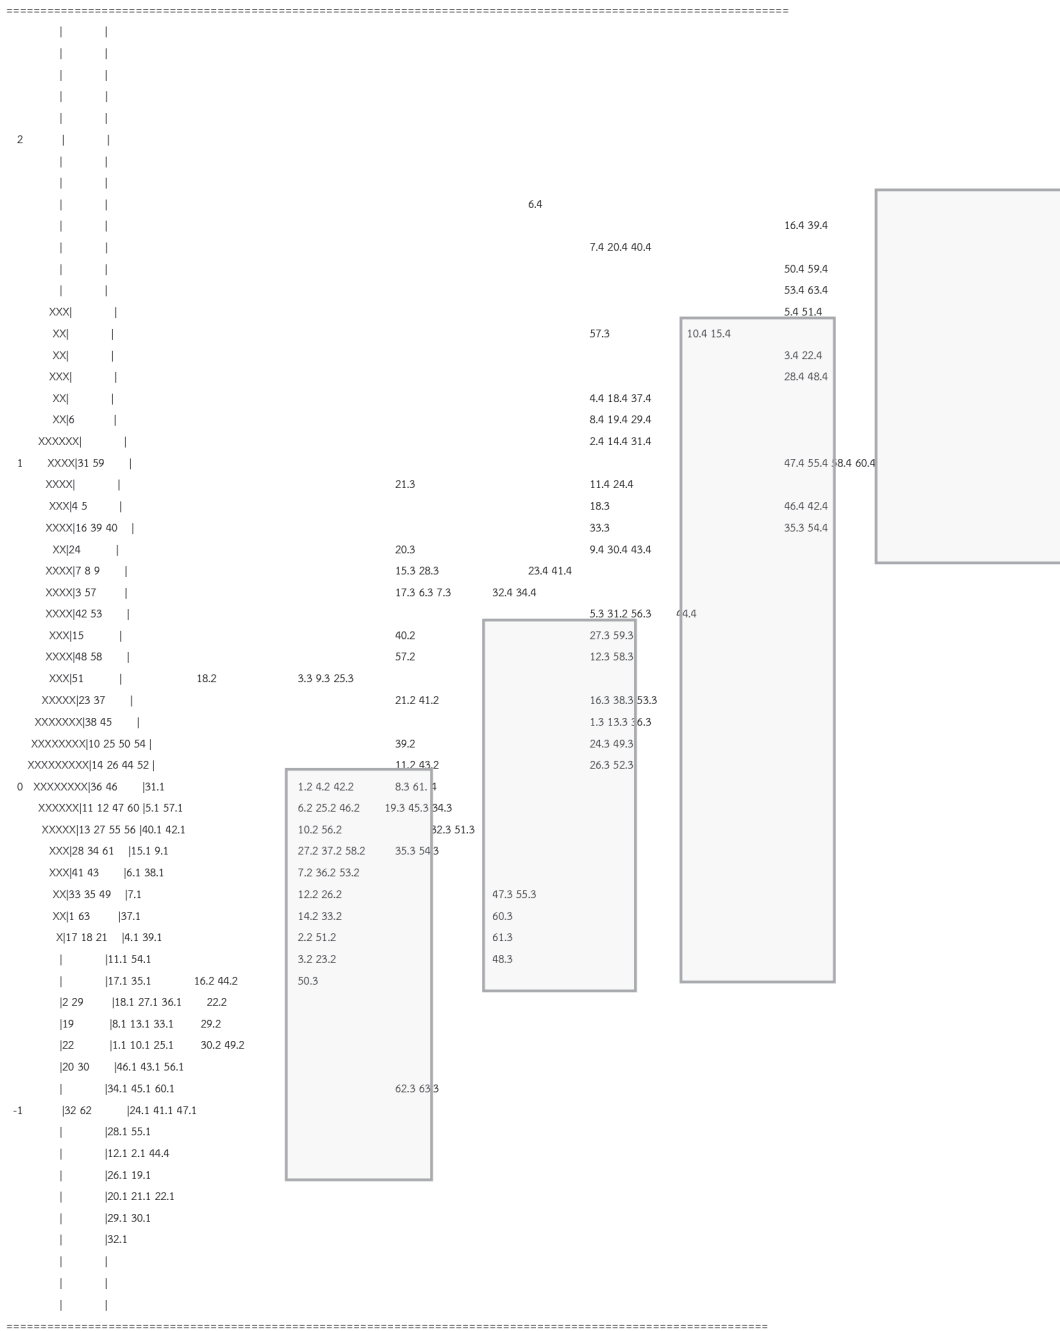 =====================================================================================================================
| |
| |
| |
| |
| |
2 | |
| |
| |
| | 6.4
| | 16.4 39.4
| | 7.4 20.4 40.4
| | 50.4 59.4
| | 53.4 63.4
XXX| | 5.4 51.4
XX| | 57.3 10.4 15.4
XX| | 3.4 22.4
XXX| | 28.4 48.4
XX| | 4.4 18.4 37.4
XX|6 | 8.4 19.4 29.4
XXXXXX| | 2.4 14.4 31.4
1 XXXX|31 59 | 47.4 55.4 58.4 60.4
XXXX| | 21.3 11.4 24.4
XXX|4 5 | 18.3 46.4 42.4
XXXX|16 39 40 | 33.3 35.3 54.4
XX|24 | 20.3 9.4 30.4 43.4
XXXX|7 8 9 | 15.3 28.3 23.4 41.4
XXXX|3 57 | 17.3 6.3 7.3 32.4 34.4
XXXX|42 53 | 5.3 31.2 56.3 44.4
XXX|15 | 40.2 27.3 59.3
XXXX|48 58 | 57.2 12.3 58.3
XXX|51 | 18.2 3.3 9.3 25.3
XXXXX|23 37 | 21.2 41.2 16.3 38.3 53.3
XXXXXXX|38 45 | 1.3 13.3 36.3
XXXXXXXX|10 25 50 54 | 39.2 24.3 49.3
XXXXXXXXX|14 26 44 52 | 11.2 43.2 26.3 52.3
0 XXXXXXXX|36 46 |31.1 1.2 4.2 42.2 8.3 61. 4
XXXXXX|11 12 47 60 |5.1 57.1 6.2 25.2 46.2 19.3 45.3 34.3
XXXXX|13 27 55 56 |40.1 42.1 10.2 56.2 32.3 51.3
XXX|28 34 61 |15.1 9.1 27.2 37.2 58.2 35.3 54.3
XXX|41 43 |6.1 38.1 7.2 36.2 53.2
XX|33 35 49 |7.1 12.2 26.2 47.3 55.3
XX|1 63 |37.1 14.2 33.2 60.3
X|17 18 21 |4.1 39.1 2.2 51.2 61.3
| |11.1 54.1 3.2 23.2 48.3
| |17.1 35.1 16.2 44.2 50.3
|2 29 |18.1 27.1 36.1 22.2
|19 |8.1 13.1 33.1 29.2
|22 |1.1 10.1 25.1 30.2 49.2
|20 30 |46.1 43.1 56.1
| |34.1 45.1 60.1 62.3 63.3
-1 |32 62 |24.1 41.1 47.1
| |28.1 55.1
| |12.1 2.1 44.4
| |26.1 19.1
| |20.1 21.1 22.1
| |29.1 30.1
| |32.1
| |
| |
| |
==================================================================================================================